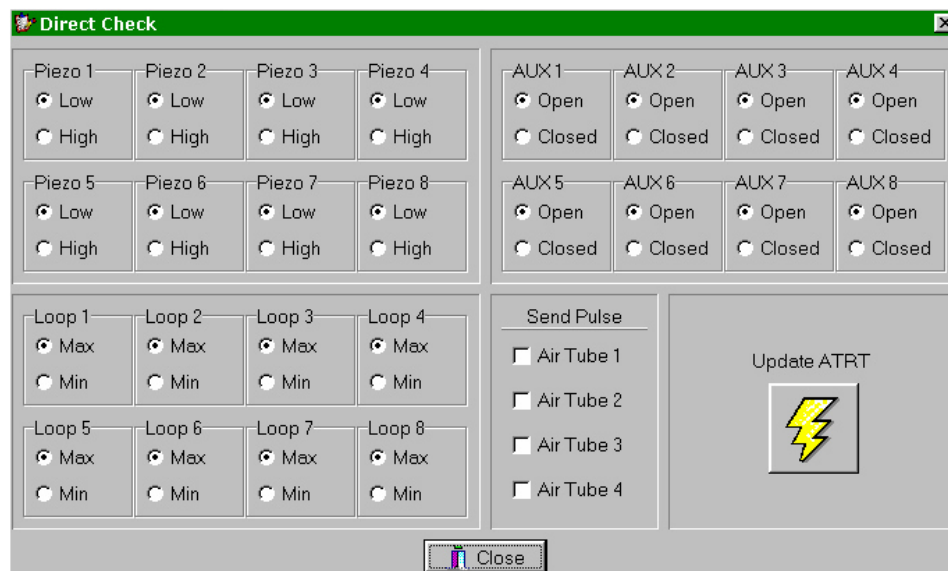 Direct Check
Piezo 1 Piezo 2 Piezo 3 Piezo 4
Low Low Low Low
High High High High
Piezo 5 Piezo 6 Piezo 7 Piezo 8
Low Low Low Low
High High High High
AUX 1 AUX 2 AUX 3 AUX 4
Open Open Open Open
Closed Closed Closed Closed
AUX 5 AUX 6 AUX 7 AUX 8
Open Open Open Open
Closed Closed Closed Closed
Loop 1 Loop 2 Loop 3 Loop 4
Max Max Max Max
Min Min Min Min
Loop 5 Loop 6 Loop 7 Loop 8
Max Max Max Max
Min Min Min Min
Send Pulse
Air Tube 1
Air Tube 2
Air Tube 3
Air Tube 4
Update ATRT
Close